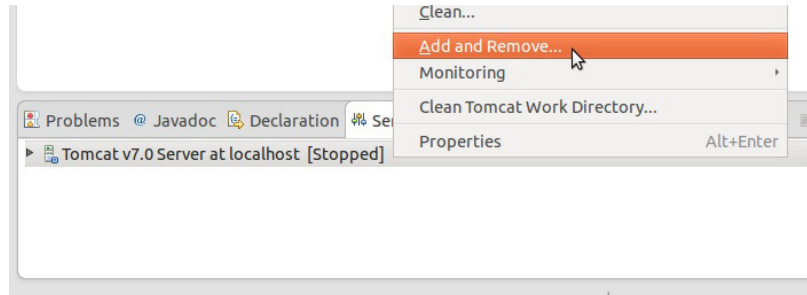 Clean...
Add and Remove...
Monitoring
Clean Tomcat Work Directory...
Properties Alt+Enter
Problems @ Javadoc Declaration Se
Tomcat v7.0 Server at localhost [Stopped]